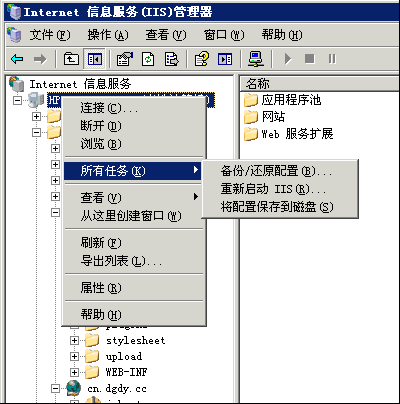 Internet 信息服务(IIS)管理器
文件(F) 操作(A) 查看(V) 窗口(W) 帮助(H)
Internet 信息服务
HP
连接(C)...
断开(D)
浏览(B)
所有任务(K)
查看(V)
从这里创建窗口(W)
刷新(F)
导出列表(L)...
属性(R)
帮助(H)
备份/还原配置(B)...
重新启动 IIS(R)...
将配置保存到磁盘(S)
名称
应用程序池
网站
Web 服务扩展
stylesheet
upload
WEB-INF
cn.dgdy.cc